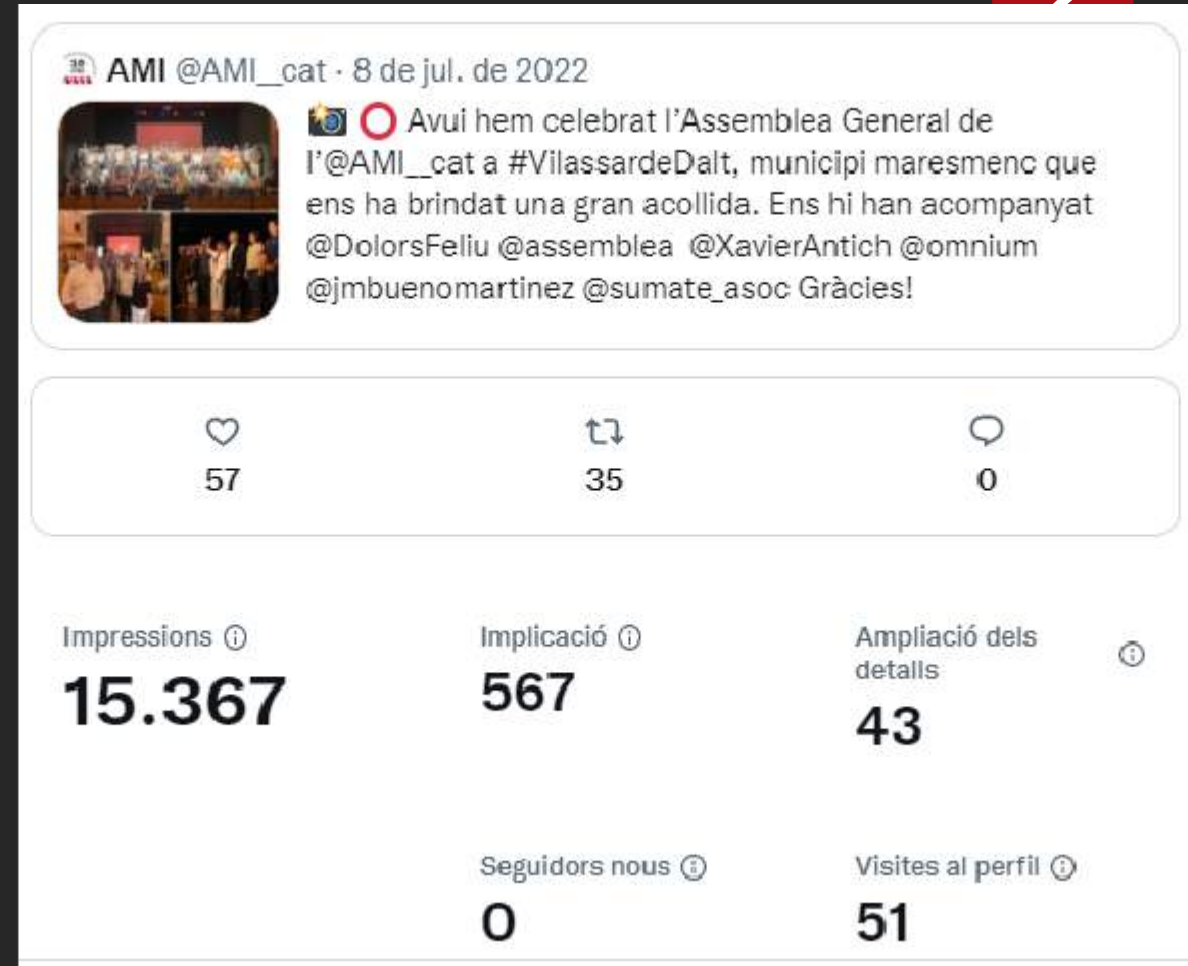 AMI @AMI__cat · 8 de jul. de 2022
📸 ⭕ Avui hem celebrat l'Assemblea General de
l'@AMI__cat a #VilassardeDalt, municipi maresmenc que
ens ha brindat una gran acollida. Ens hi han acompanyat
@DolorsFeliu @assemblea @XavierAntich @omnium
@jmbuenomartinez @sumate_asoc Gràcies!
57 35 0
Impressions Implicació Ampliació dels
detalls
15.367 567 43
Seguidors nous Visites al perfil
0 51